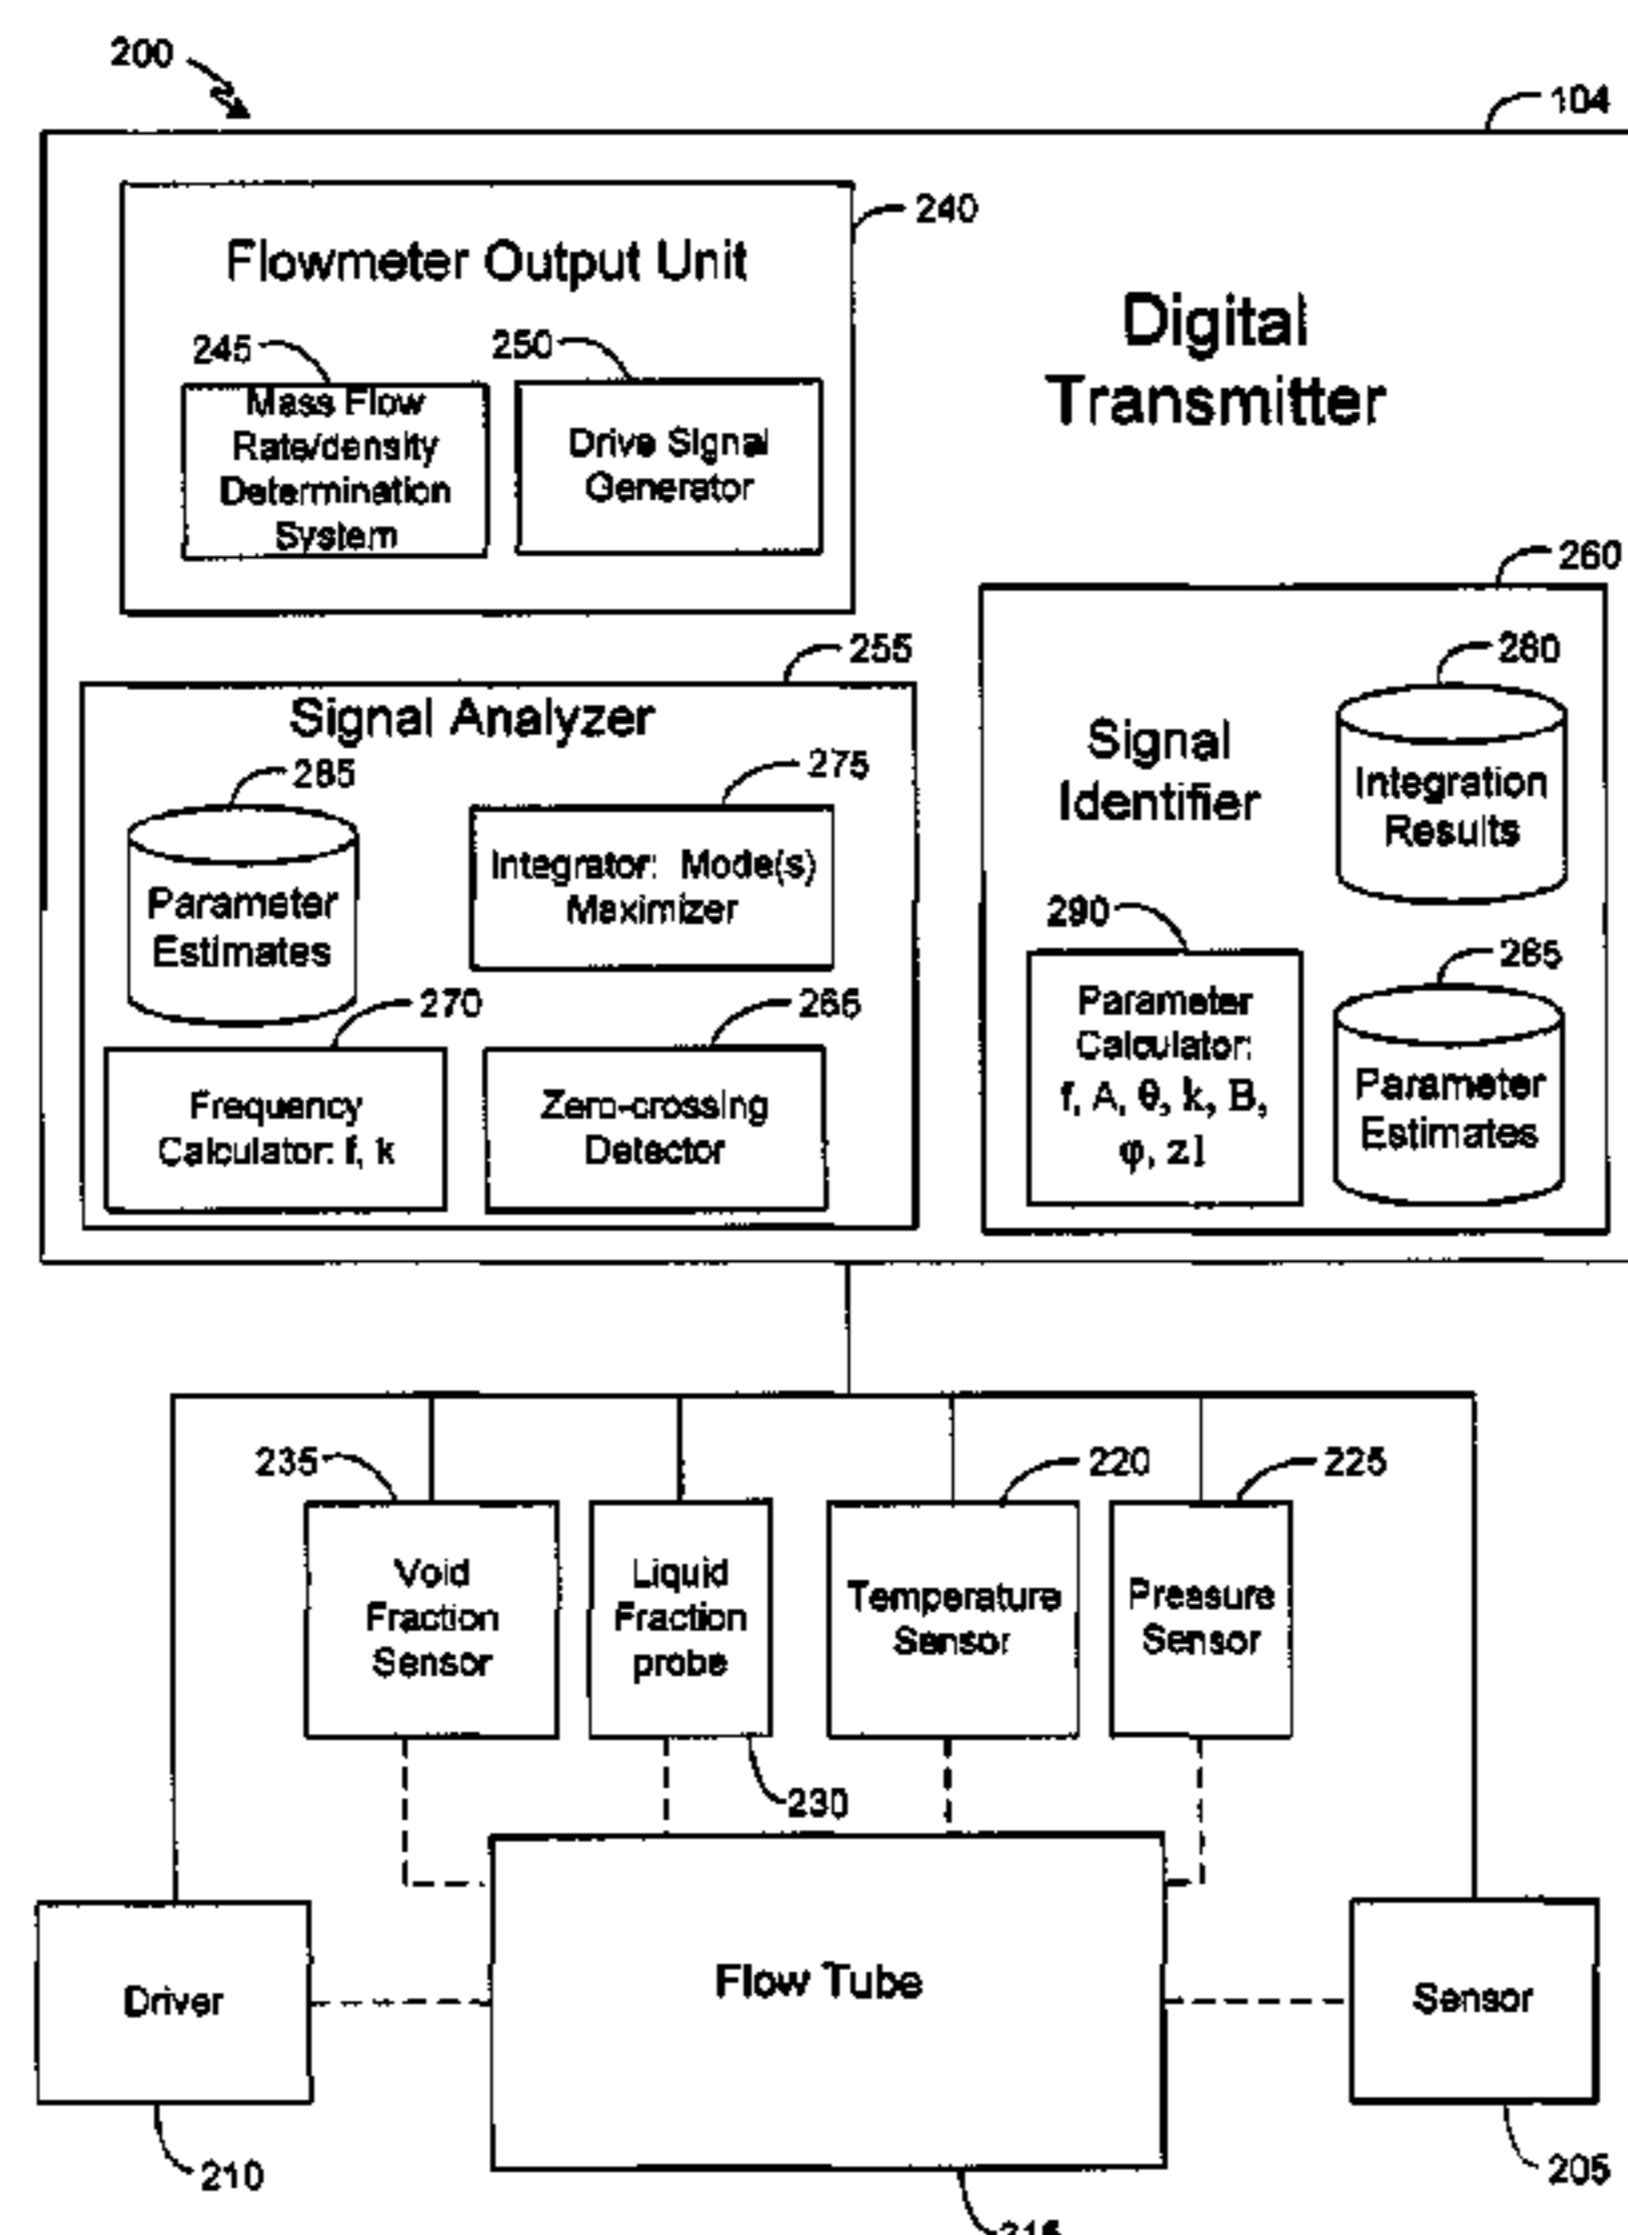 200
104
240
Flowmeter Output Unit
245
250
Mass Flow
Rate/density
Determination
System
Drive Signal
Generator
Digital
Transmitter
260
255
Signal Analyzer
285
Parameter
Estimates
275
Integrator: Mode(s)
Maximizer
270
Frequency
Calculator: f, k
265
Zero-crossing
Detector
Signal
Identifier
280
Integration
Results
290
Parameter
Calculator:
f, A, θ, k, B,
φ, z]
285
Parameter
Estimates
235
Void
Fraction
Sensor
Liquid
Fraction
probe
230
220
Temperature
Sensor
225
Pressure
Sensor
Driver
210
Flow Tube
Sensor
205